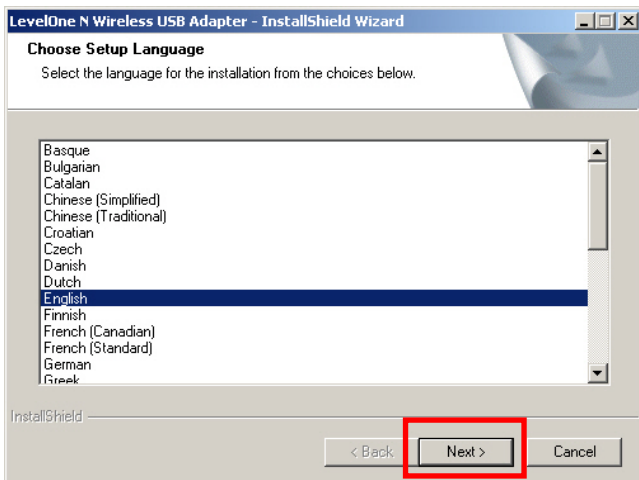 LevelOne N Wireless USB Adapter - InstallShield Wizard
Choose Setup Language
Select the language for the installation from the choices below.
Basque
Bulgarian
Catalan
Chinese (Simplified)
Chinese (Traditional)
Croatian
Czech
Danish
Dutch
English
Finnish
French (Canadian)
French (Standard)
German
Greek
InstallShield
< Back Next > Cancel